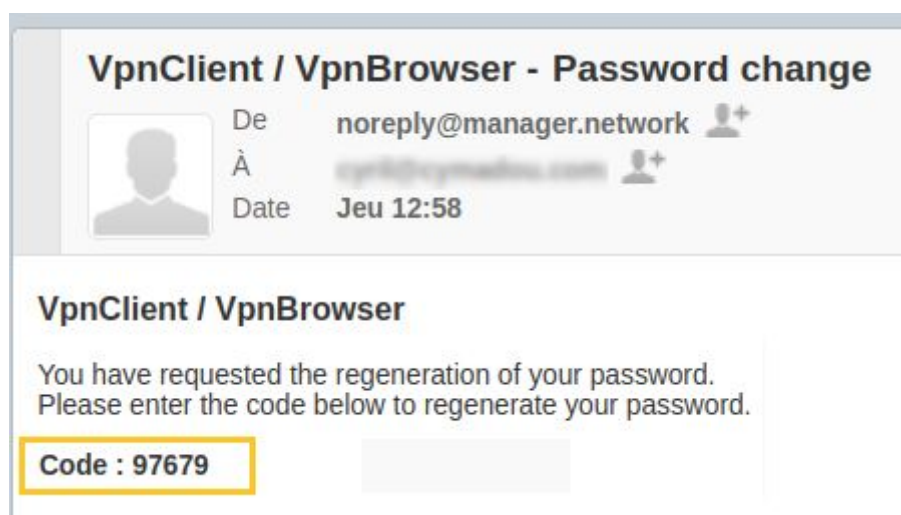 VpnClient / VpnBrowser - Password change
De noreply@manager.network
À
Date Jeu 12:58
VpnClient / VpnBrowser
You have requested the regeneration of your password.
Please enter the code below to regenerate your password.
Code : 97679